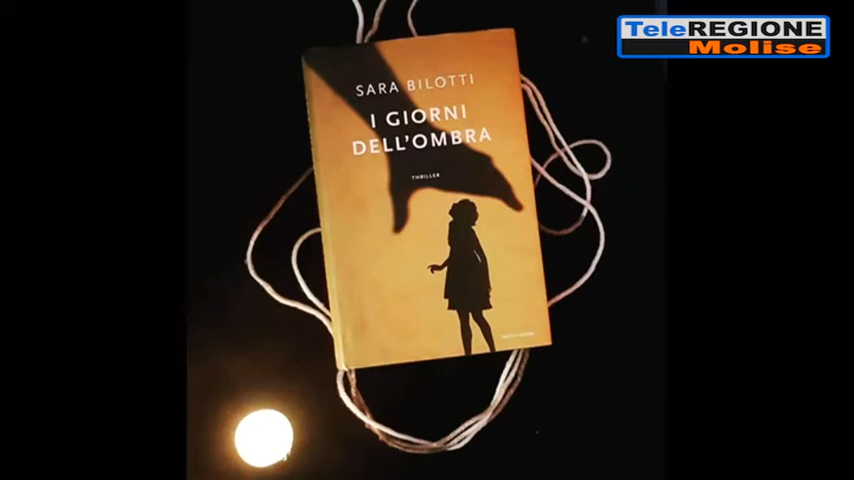 TeleREGIONE
Molise
SARA BILOTTI
I GIORNI
DELL'OMBRA
THRILLER